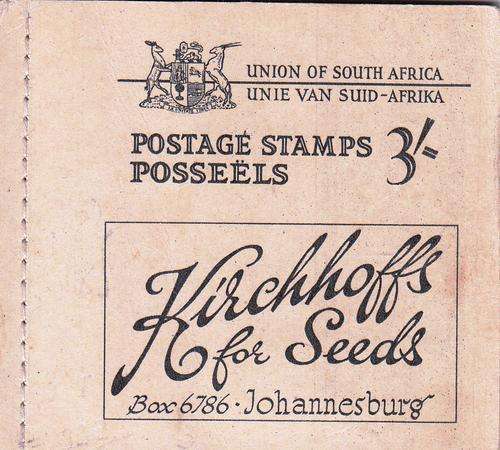 UNION OF SOUTH AFRICA
UNIE VAN SUID-AFRIKA
POSTAGE STAMPS 3/=
POSSEËLS
Kirchhoffs
for Seeds
Box 6786 · Johannesburg